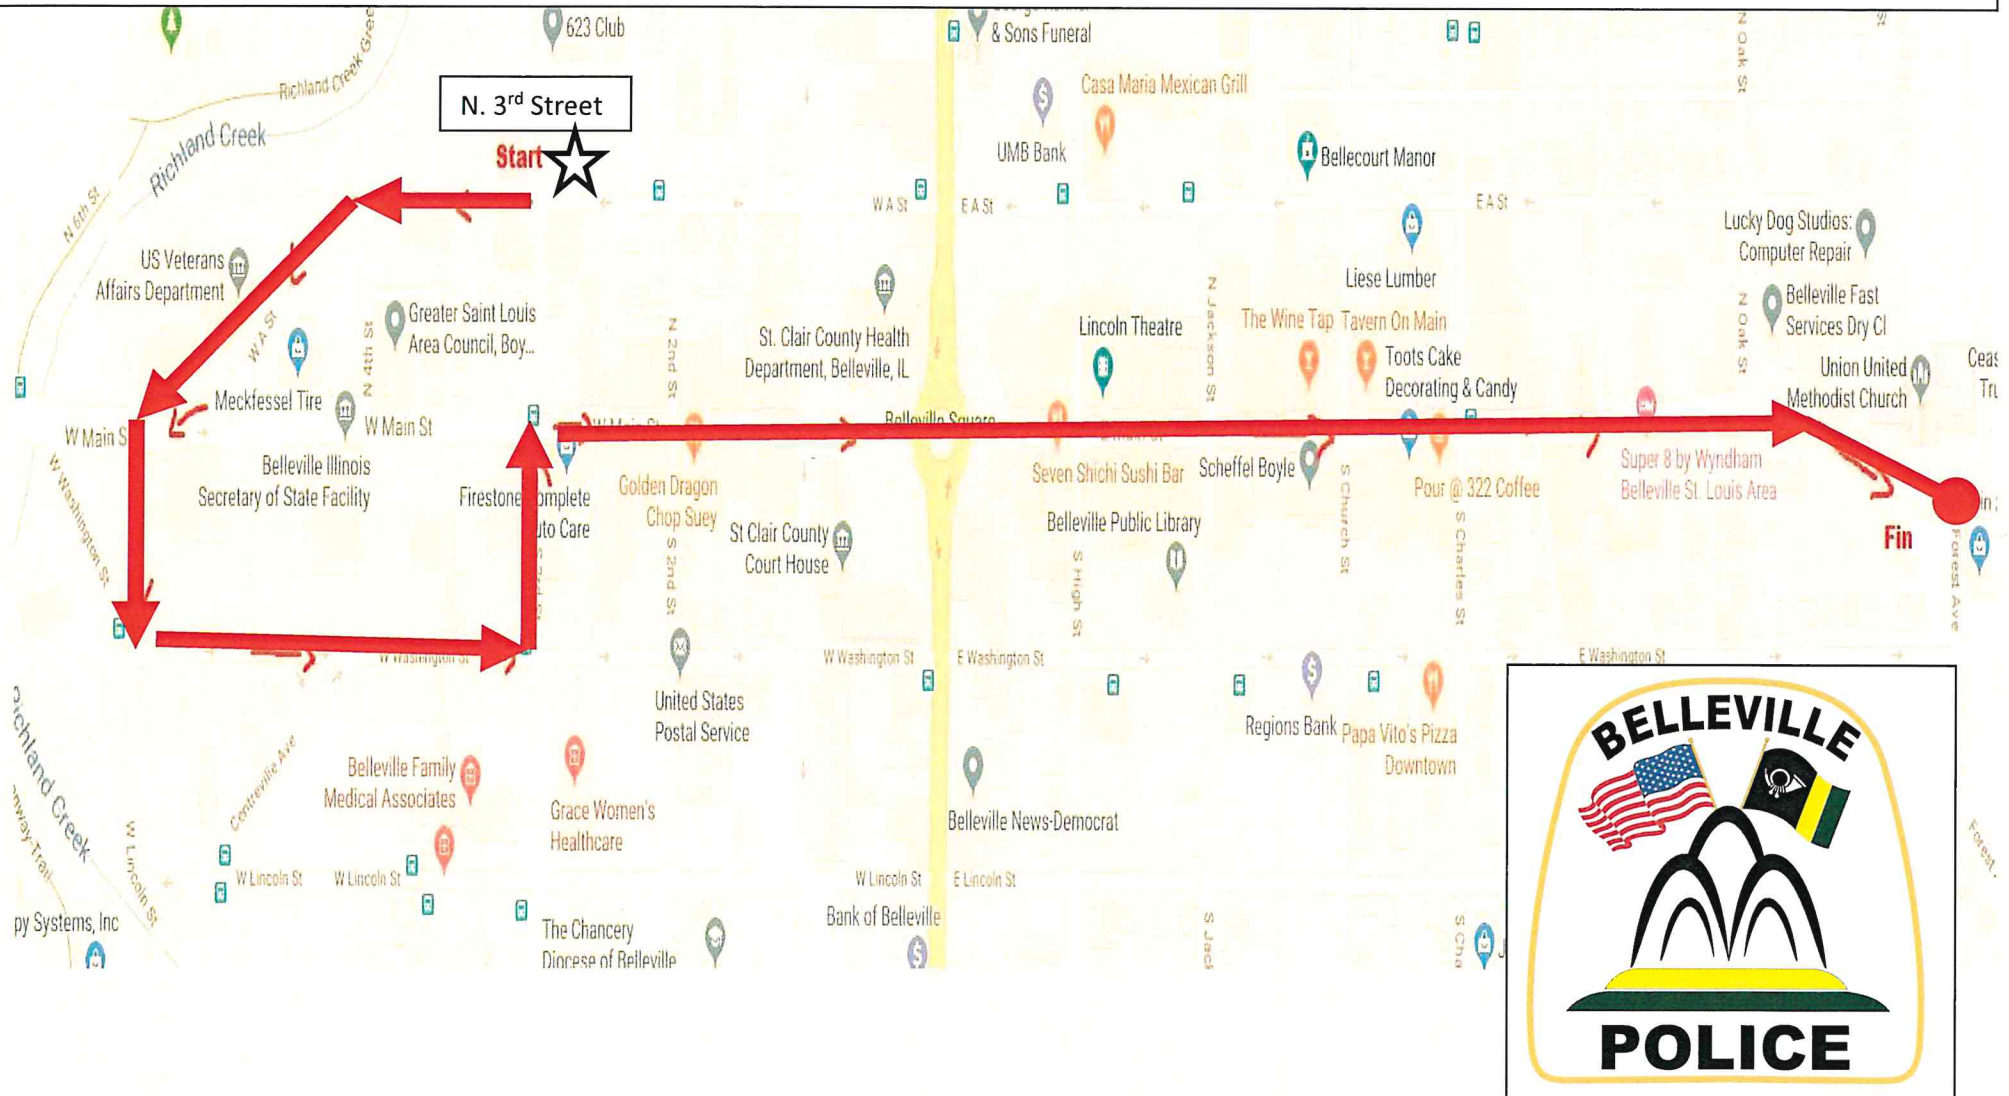 & Sons Funeral
623 Club
N Oak St
Richland Creek
Casa Maria Mexican Grill
N. 3rd Street
Richland Creek
UMB Bank
Start
Bellecourt Manor
N 6th St
W A St
E A St
E A St
Lucky Dog Studios:
Computer Repair
US Veterans
Affairs Department
Liese Lumber
Belleville Fast
Services Dry Cl
Greater Saint Louis
Area Council, Boy...
W A St
N 4th St
N 2nd St
St. Clair County Health
Department, Belleville, IL
Lincoln Theatre
N Jackson St
The Wine Tap
Tavern On Main
N Oak St
Toots Cake
Decorating & Candy
Union United
Methodist Church
Meckfessel Tire
W Main S
W Main St
W Main St
Belleville Square
Belleville Illinois
Secretary of State Facility
W Washington St
Firestone Complete
uto Care
Golden Dragon
Chop Suey
Seven Shichi Sushi Bar
Scheffel Boyle
S Church St
Pour @ 322 Coffee
Super 8 by Wyndham
Belleville St. Louis Area
Belleville Public Library
St Clair County
Court House
S 2nd St
S High St
S Charles St
Fin
Forest Ave
W Washington St
W Washington St
E Washington St
E Washington St
United States
Postal Service
Regions Bank
Papa Vito's Pizza
Downtown
Richland Creek
Centreville Ave
Belleville Family
Medical Associates
Grace Women's
Healthcare
Belleville News-Democrat
W Lincoln St
W Lincoln St
W Lincoln St
W Lincoln St
E Lincoln St
py Systems, Inc
The Chancery
Diocese of Belleville
Bank of Belleville
S Jack
S Cha
BELLEVILLE
POLICE